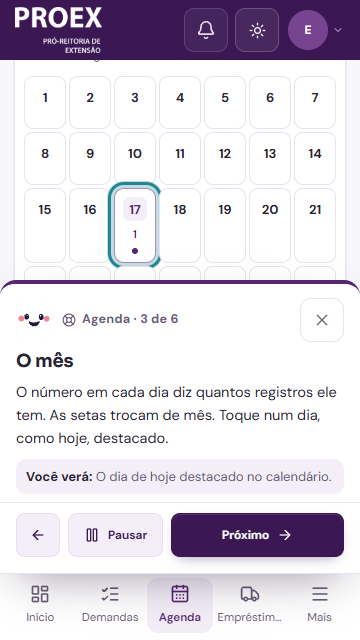 PROEX
PRÓ-REITORIA DE
EXTENSÃO
E
1 2 3 4 5 6 7
8 9 10 11 12 13 14
15 16 17 18 19 20 21
1
Agenda · 3 de 6
O mês
O número em cada dia diz quantos registros ele
tem. As setas trocam de mês. Toque num dia,
como hoje, destacado.
Você verá: O dia de hoje destacado no calendário.
Pausar
Próximo
Início Demandas Agenda Empréstim... Mais